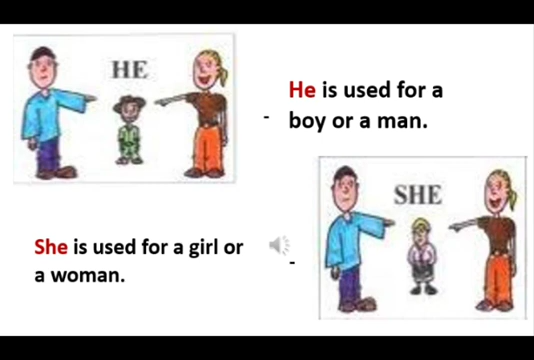 HE
He is used for a
- boy or a man.
SHE
She is used for a girl or
-
a woman.